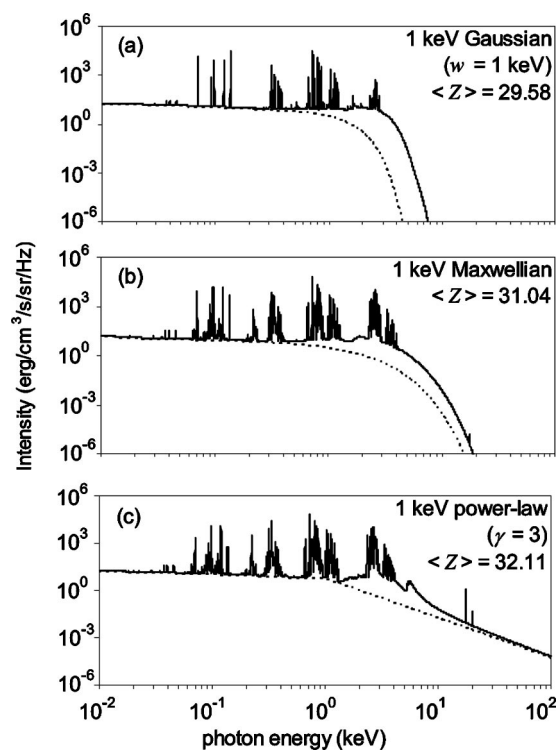 10^6
10^3
10^0
10^-3
10^-6
(a)
1 keV Gaussian
(w = 1 keV)
<Z> = 29.58
10^6
10^3
10^0
10^-3
10^-6
(b)
1 keV Maxwellian
<Z> = 31.04
Intensity (erg/cm^3/s/sr/Hz)
10^6
10^3
10^0
10^-3
10^-6
(c)
1 keV power-law
(γ = 3)
<Z> = 32.11
10^-2 10^-1 10^0 10^1 10^2
photon energy (keV)